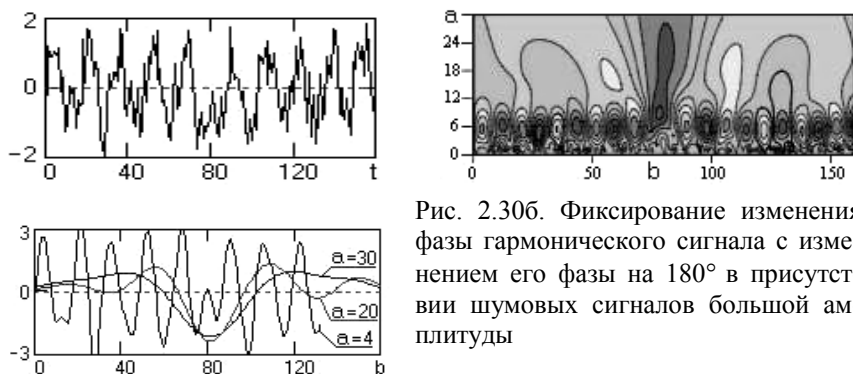 2
0
−2
0 40 80 120 t
a
24
18
12
6
0
0 50 b 100 150
3
0
−3
0 40 80 120 b
a=30
a=20
a=4
Рис. 2.30б. Фиксирование изменения
фазы гармонического сигнала с изме-
нением его фазы на 180° в присутст-
вии шумовых сигналов большой ам-
плитуды